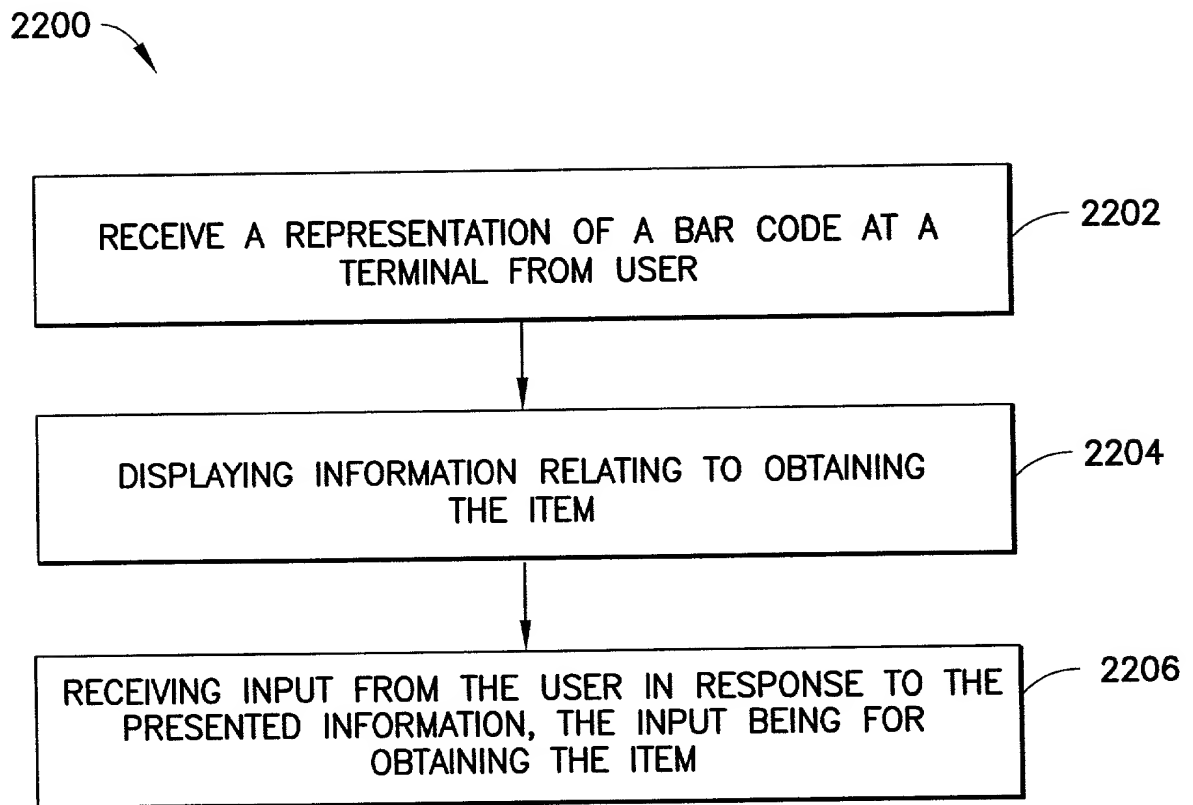 2200
RECEIVE A REPRESENTATION OF A BAR CODE AT A
TERMINAL FROM USER
2202
DISPLAYING INFORMATION RELATING TO OBTAINING
THE ITEM
2204
RECEIVING INPUT FROM THE USER IN RESPONSE TO THE
PRESENTED INFORMATION, THE INPUT BEING FOR
OBTAINING THE ITEM
2206